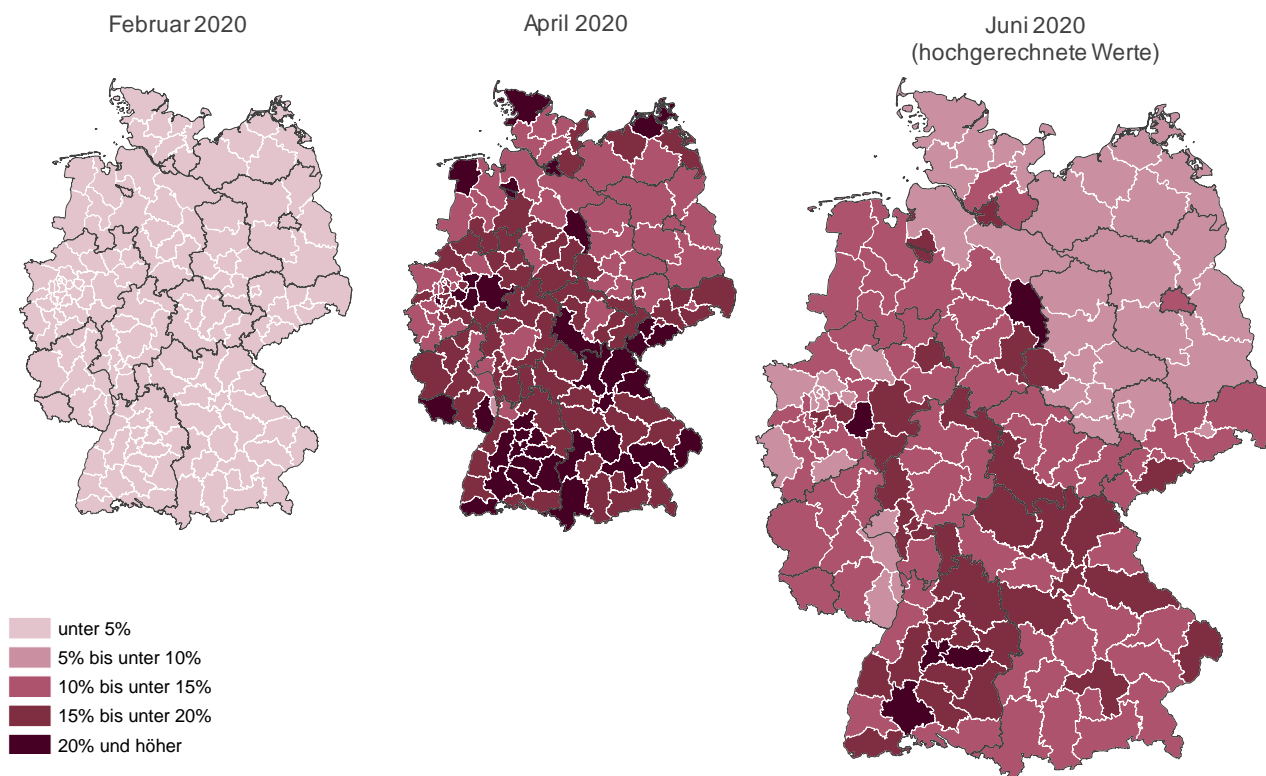 Februar 2020
April 2020
Juni 2020
(hochgerechnete Werte)
unter 5%
5% bis unter 10%
10% bis unter 15%
15% bis unter 20%
20% und höher